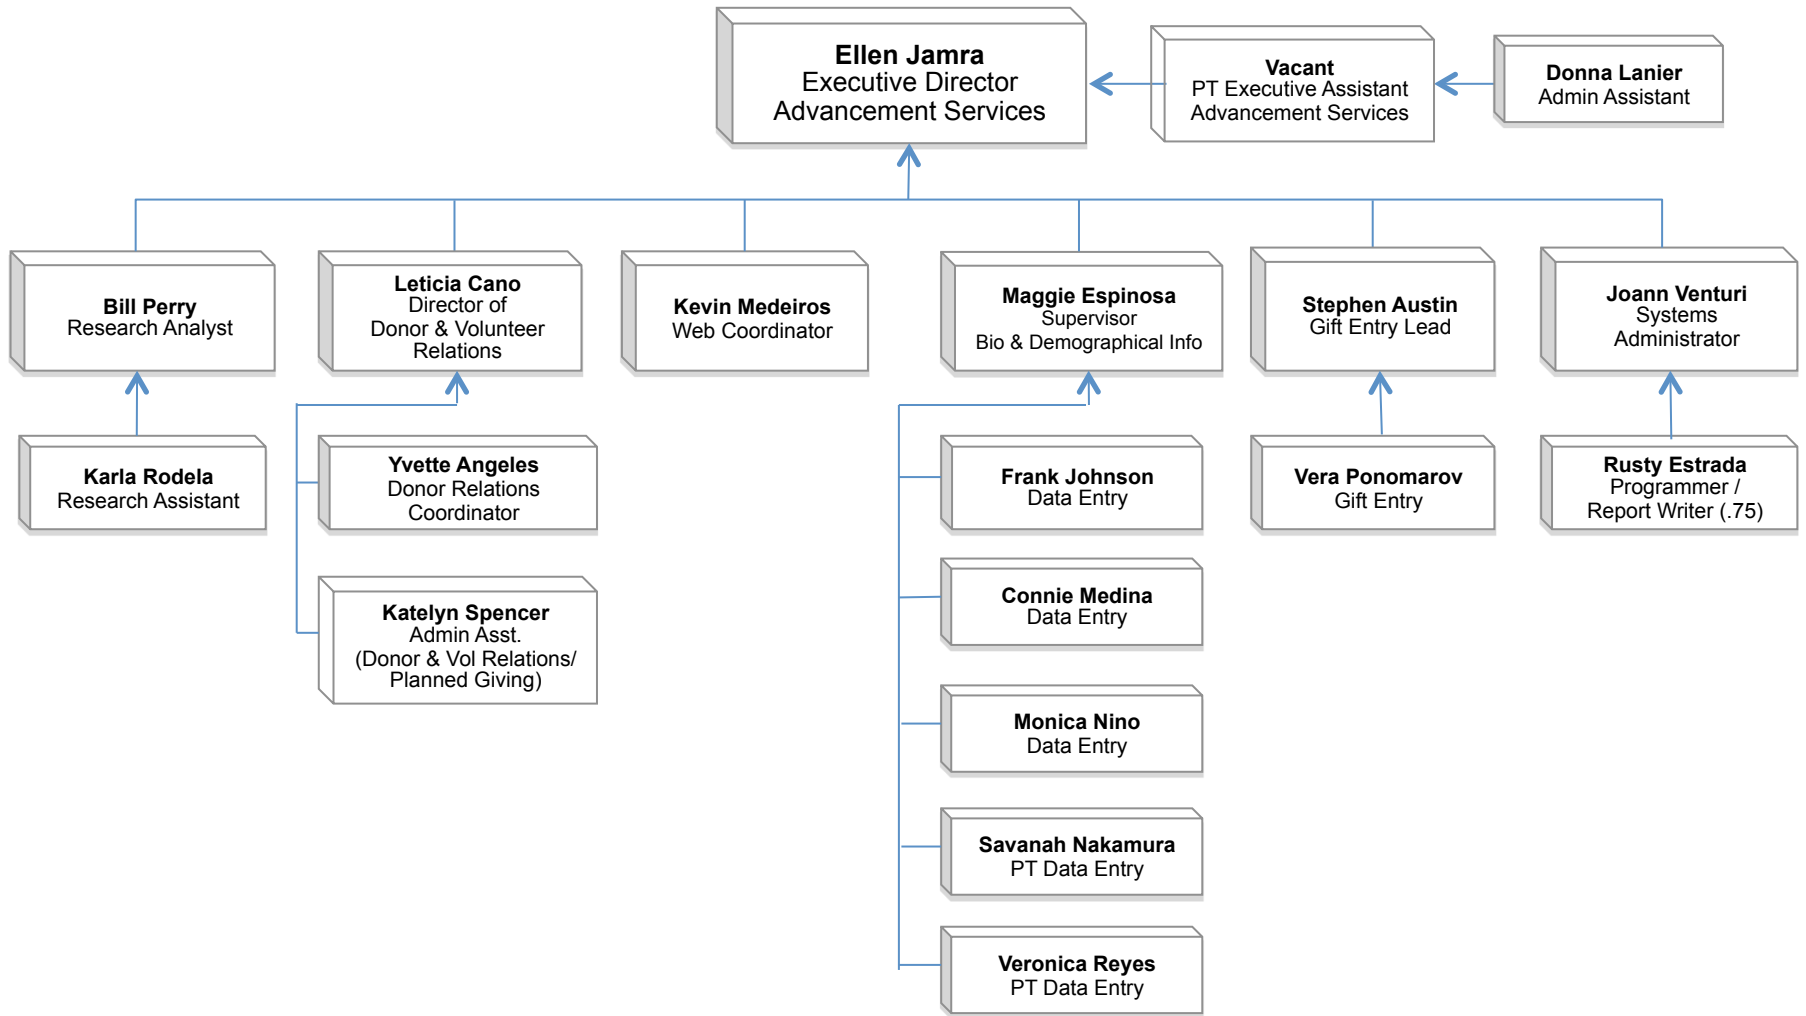 Ellen Jamra
Executive Director
Advancement Services
Vacant
PT Executive Assistant
Advancement Services
Donna Lanier
Admin Assistant
Bill Perry
Research Analyst
Leticia Cano
Director of
Donor & Volunteer
Relations
Kevin Medeiros
Web Coordinator
Maggie Espinosa
Supervisor
Bio & Demographical Info
Stephen Austin
Gift Entry Lead
Joann Venturi
Systems
Administrator
Karla Rodela
Research Assistant
Yvette Angeles
Donor Relations
Coordinator
Frank Johnson
Data Entry
Vera Ponomarov
Gift Entry
Rusty Estrada
Programmer /
Report Writer (.75)
Katelyn Spencer
Admin Asst.
(Donor & Vol Relations/
Planned Giving)
Connie Medina
Data Entry
Monica Nino
Data Entry
Savanah Nakamura
PT Data Entry
Veronica Reyes
PT Data Entry